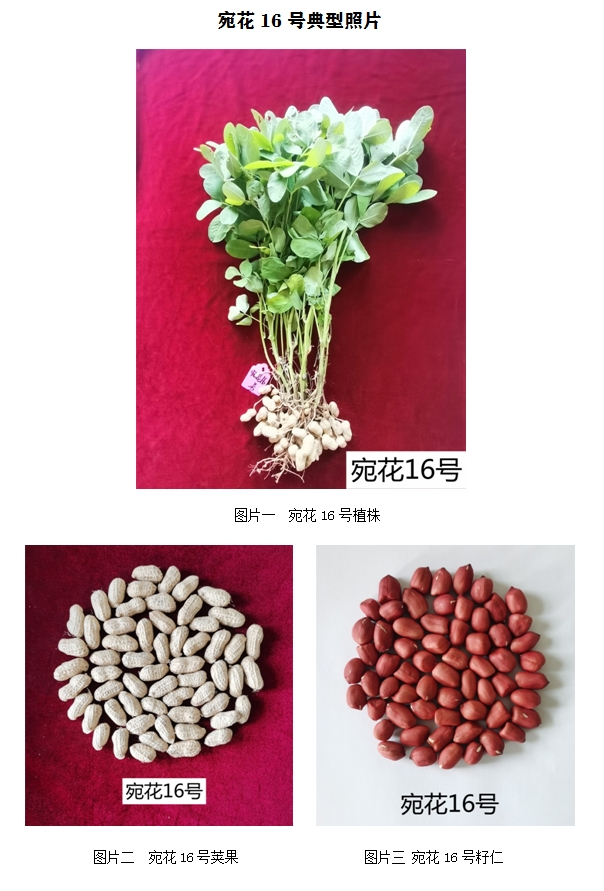 宛花 16 号典型照片
宛花16号
图片一 宛花 16 号植株
宛花16号
宛花16号
图片二 宛花 16 号荚果
图片三 宛花 16 号籽仁